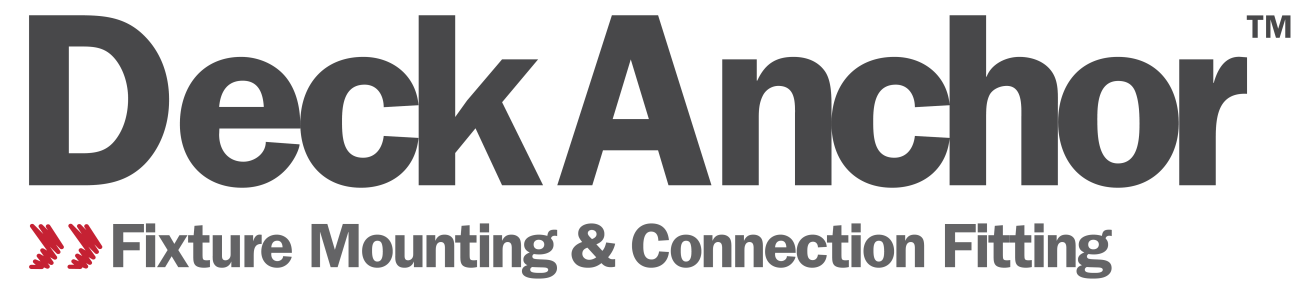 DeckAnchor™
Fixture Mounting & Connection Fitting